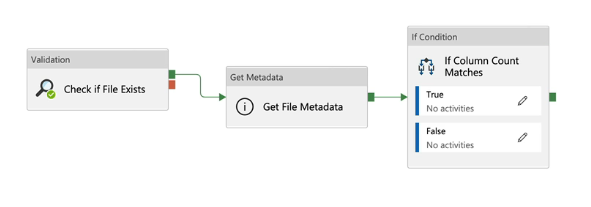 Validation
Check if File Exists
Get Metadata
Get File Metadata
If Condition
If Column Count
Matches
True
No activities
False
No activities